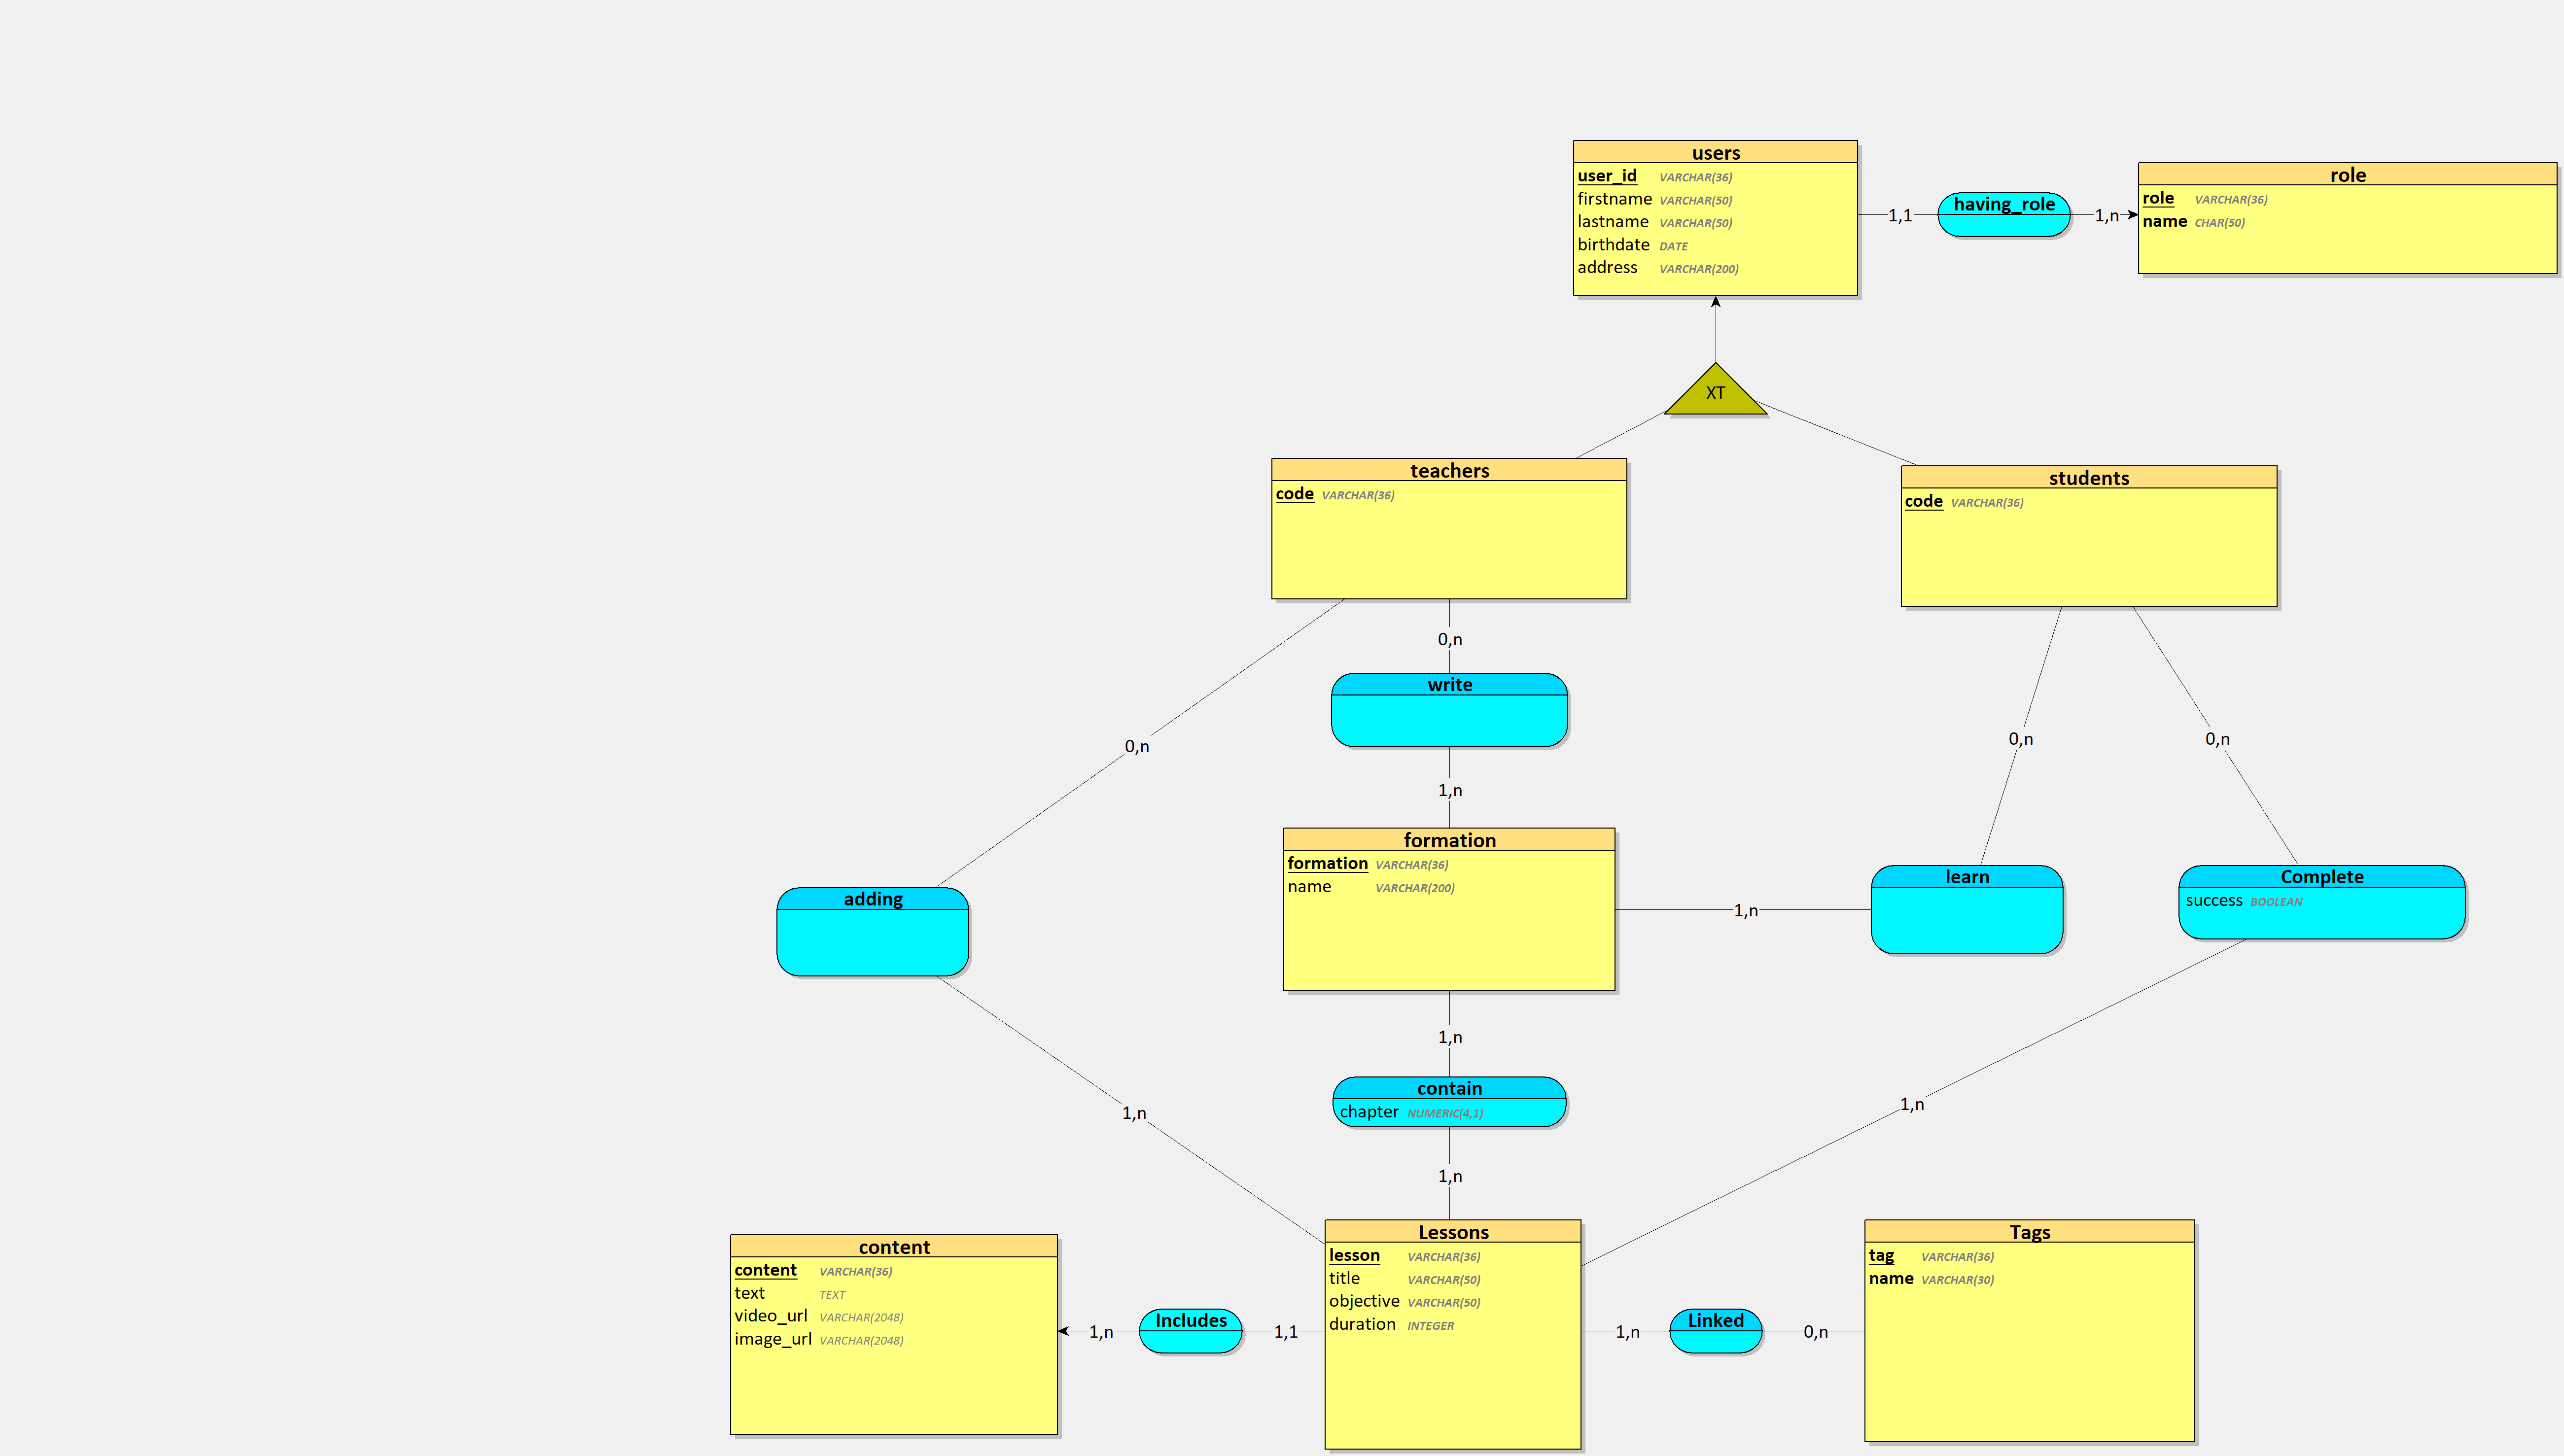 users
user_id VARCHAR(36)
firstname VARCHAR(50)
lastname VARCHAR(50)
birthdate DATE
address VARCHAR(200)
1,1
having_role
1,n
role
role VARCHAR(36)
name CHAR(50)
XT
teachers
code VARCHAR(36)
students
code VARCHAR(36)
0,n
write
0,n
0,n
0,n
1,n
formation
formation VARCHAR(36)
name VARCHAR(200)
adding
1,n
learn
Complete
success BOOLEAN
1,n
contain
chapter NUMERIC(4,1)
1,n
1,n
1,n
content
content VARCHAR(36)
text TEXT
video_url VARCHAR(2048)
image_url VARCHAR(2048)
1,n
Includes
1,1
Lessons
lesson VARCHAR(36)
title VARCHAR(50)
objective VARCHAR(50)
duration INTEGER
1,n
Linked
0,n
Tags
tag VARCHAR(36)
name VARCHAR(30)